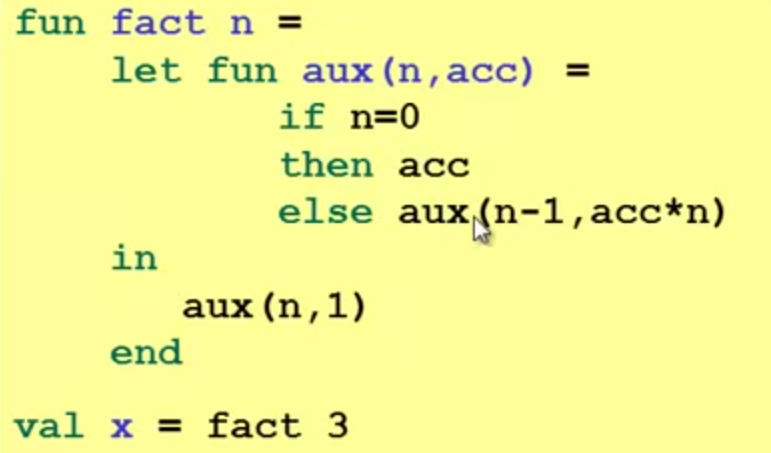 fun fact n =
let fun aux(n,acc) =
if n=0
then acc
else aux(n-1,acc*n)
in
aux(n,1)
end
val x = fact 3